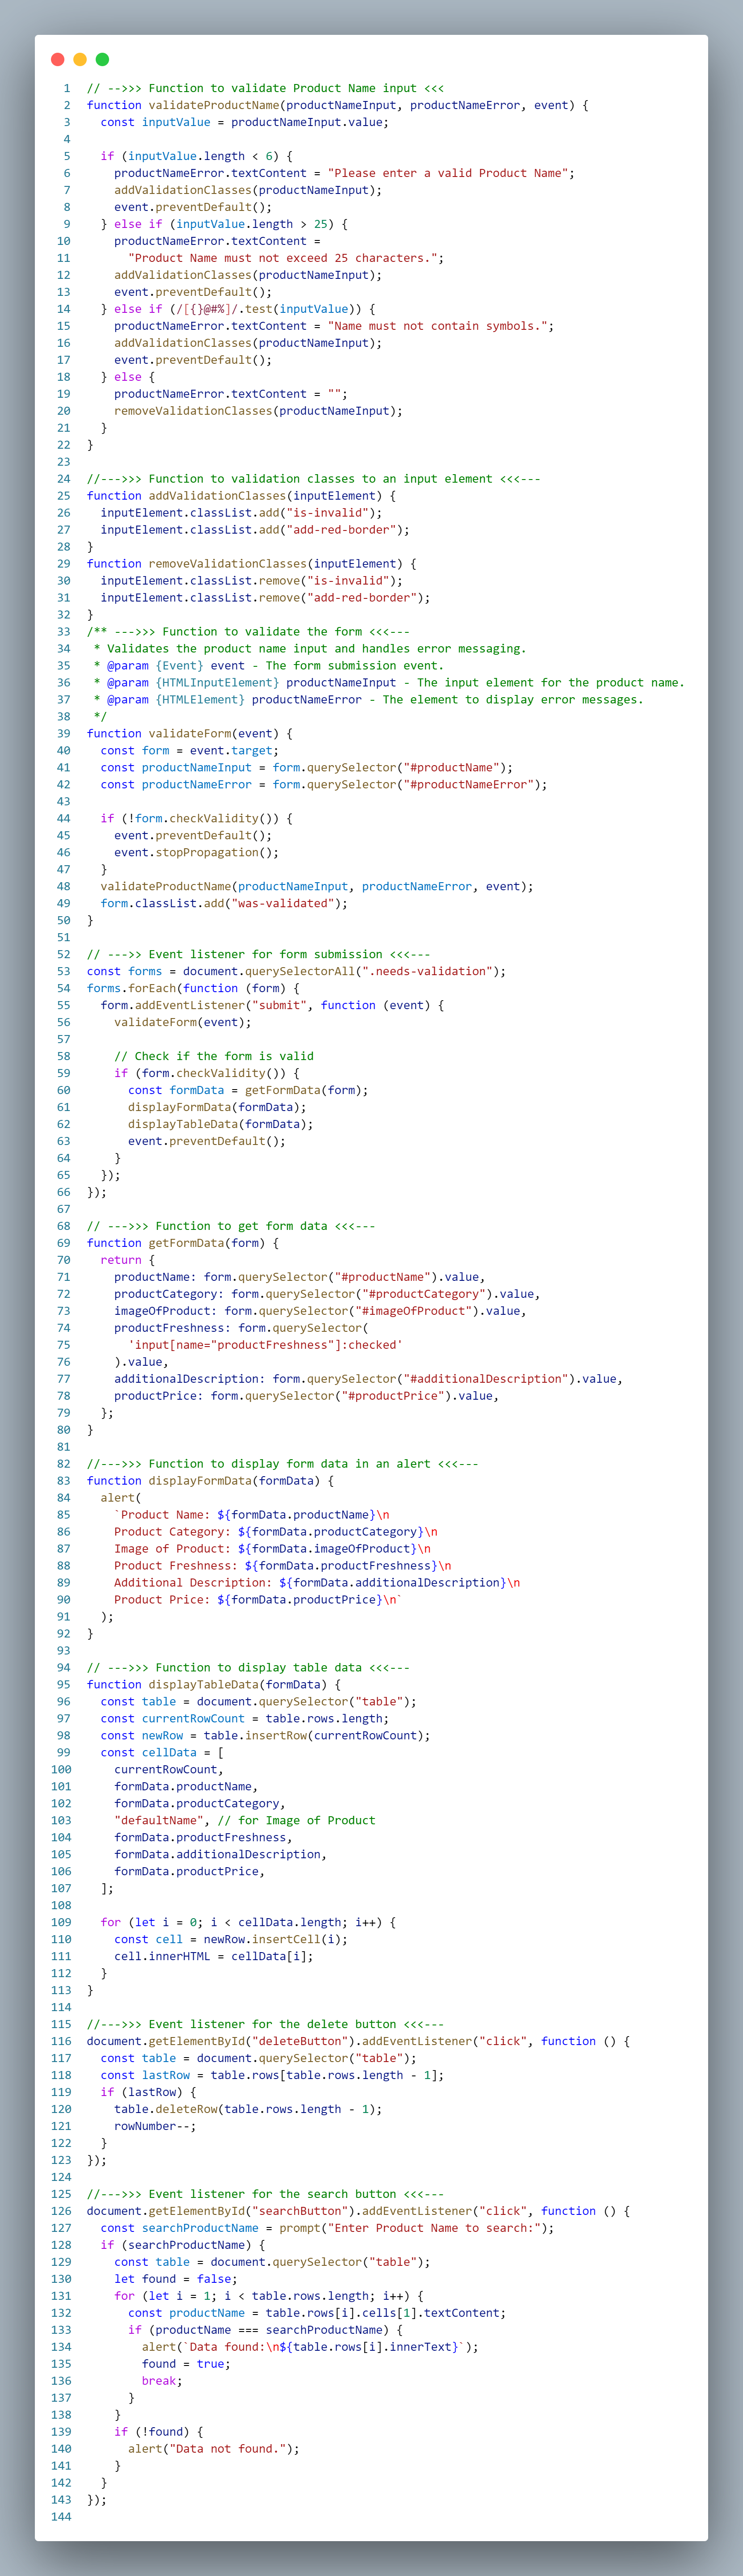 1 // -->>> Function to validate Product Name input <<<
2 function validateProductName(productNameInput, productNameError, event) {
3   const inputValue = productNameInput.value;
4
5   if (inputValue.length < 6) {
6     productNameError.textContent = "Please enter a valid Product Name";
7     addValidationClasses(productNameInput);
8     event.preventDefault();
9   } else if (inputValue.length > 25) {
10     productNameError.textContent =
11       "Product Name must not exceed 25 characters.";
12     addValidationClasses(productNameInput);
13     event.preventDefault();
14   } else if (/[{}@#%]/.test(inputValue)) {
15     productNameError.textContent = "Name must not contain symbols.";
16     addValidationClasses(productNameInput);
17     event.preventDefault();
18   } else {
19     productNameError.textContent = "";
20     removeValidationClasses(productNameInput);
21   }
22 }
23
24 //--->>> Function to validation classes to an input element <<<---
25 function addValidationClasses(inputElement) {
26   inputElement.classList.add("is-invalid");
27   inputElement.classList.add("add-red-border");
28 }
29 function removeValidationClasses(inputElement) {
30   inputElement.classList.remove("is-invalid");
31   inputElement.classList.remove("add-red-border");
32 }
33 /** --->>> Function to validate the form <<<---
34  * Validates the product name input and handles error messaging.
35  * @param {Event} event - The form submission event.
36  * @param {HTMLInputElement} productNameInput - The input element for the product name.
37  * @param {HTMLElement} productNameError - The element to display error messages.
38  */
39 function validateForm(event) {
40   const form = event.target;
41   const productNameInput = form.querySelector("#productName");
42   const productNameError = form.querySelector("#productNameError");
43
44   if (!form.checkValidity()) {
45     event.preventDefault();
46     event.stopPropagation();
47   }
48   validateProductName(productNameInput, productNameError, event);
49   form.classList.add("was-validated");
50 }
51
52 // --->> Event listener for form submission <<<---
53 const forms = document.querySelectorAll(".needs-validation");
54 forms.forEach(function (form) {
55   form.addEventListener("submit", function (event) {
56     validateForm(event);
57
58     // Check if the form is valid
59     if (form.checkValidity()) {
60       const formData = getFormData(form);
61       displayFormData(formData);
62       displayTableData(formData);
63       event.preventDefault();
64     }
65   });
66 });
67
68 // --->>> Function to get form data <<<---
69 function getFormData(form) {
70   return {
71     productName: form.querySelector("#productName").value,
72     productCategory: form.querySelector("#productCategory").value,
73     imageOfProduct: form.querySelector("#imageOfProduct").value,
74     productFreshness: form.querySelector(
75       'input[name="productFreshness"]:checked'
76     ).value,
77     additionalDescription: form.querySelector("#additionalDescription").value,
78     productPrice: form.querySelector("#productPrice").value,
79   };
80 }
81
82 //--->>> Function to display form data in an alert <<<---
83 function displayFormData(formData) {
84   alert(
85     `Product Name: ${formData.productName}\n
86     Product Category: ${formData.productCategory}\n
87     Image of Product: ${formData.imageOfProduct}\n
88     Product Freshness: ${formData.productFreshness}\n
89     Additional Description: ${formData.additionalDescription}\n
90     Product Price: ${formData.productPrice}\n`
91   );
92 }
93
94 // --->>> Function to display table data <<<---
95 function displayTableData(formData) {
96   const table = document.querySelector("table");
97   const currentRowCount = table.rows.length;
98   const newRow = table.insertRow(currentRowCount);
99   const cellData = [
100     currentRowCount,
101     formData.productName,
102     formData.productCategory,
103     "defaultName", // for Image of Product
104     formData.productFreshness,
105     formData.additionalDescription,
106     formData.productPrice,
107   ];
108
109   for (let i = 0; i < cellData.length; i++) {
110     const cell = newRow.insertCell(i);
111     cell.innerHTML = cellData[i];
112   }
113 }
114
115 //--->>> Event listener for the delete button <<<---
116 document.getElementById("deleteButton").addEventListener("click", function () {
117   const table = document.querySelector("table");
118   const lastRow = table.rows[table.rows.length - 1];
119   if (lastRow) {
120     table.deleteRow(table.rows.length - 1);
121     rowNumber--;
122   }
123 });
124
125 //--->>> Event listener for the search button <<<---
126 document.getElementById("searchButton").addEventListener("click", function () {
127   const searchProductName = prompt("Enter Product Name to search:");
128   if (searchProductName) {
129     const table = document.querySelector("table");
130     let found = false;
131     for (let i = 1; i < table.rows.length; i++) {
132       const productName = table.rows[i].cells[1].textContent;
133       if (productName === searchProductName) {
134         alert(`Data found:\n${table.rows[i].innerText}`);
135         found = true;
136         break;
137       }
138     }
139     if (!found) {
140       alert("Data not found.");
141     }
142   }
143 });
144